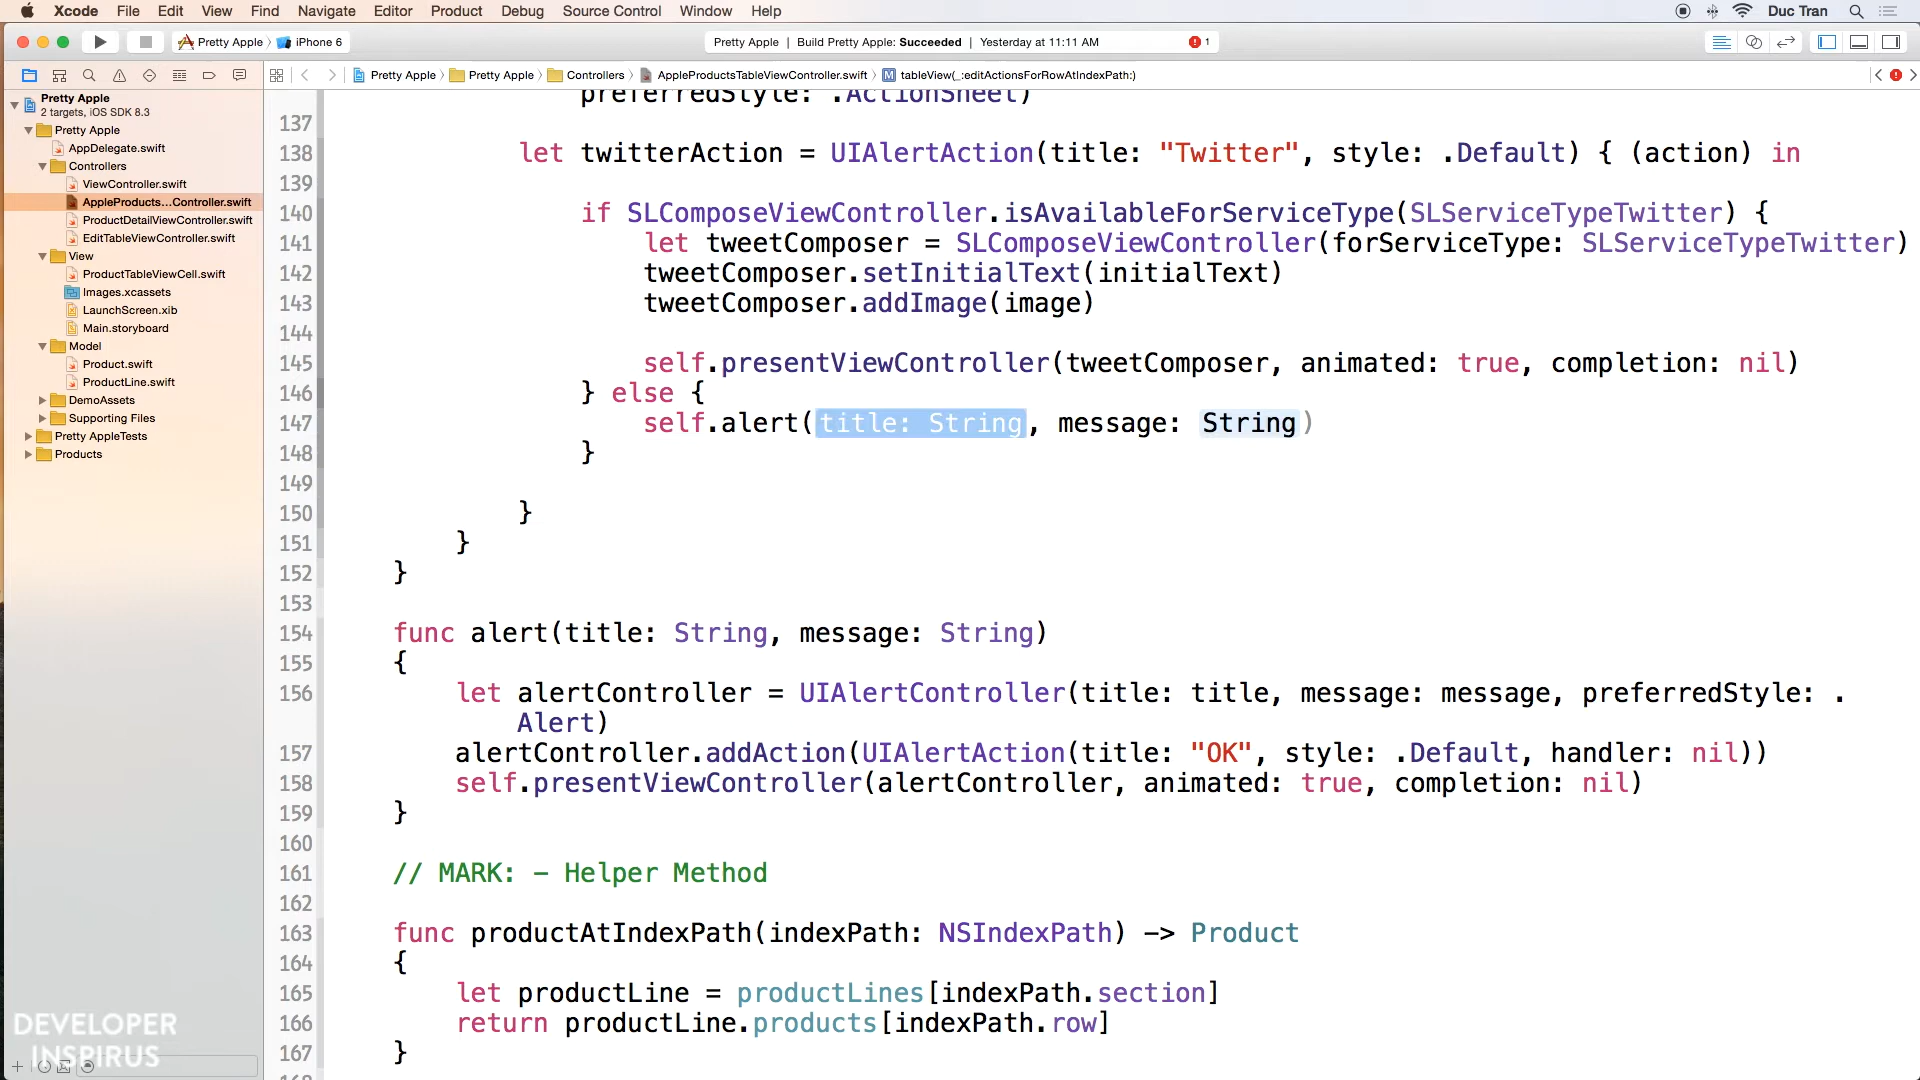 Xcode File Edit View Find Navigate Editor Product Debug Source Control Window Help Duc Tran
Pretty Apple iPhone 6 Pretty Apple | Build Pretty Apple: Succeeded | Yesterday at 11:11 AM 1
Pretty Apple Pretty Apple Controllers AppleProductsTableViewController.swift M tableView(_:editActionsForRowAtIndexPath:)
Pretty Apple
2 targets, iOS SDK 8.3
Pretty Apple
AppDelegate.swift
Controllers
ViewController.swift
AppleProducts...Controller.swift
ProductDetailViewController.swift
EditTableViewController.swift
View
ProductTableViewCell.swift
Images.xcassets
LaunchScreen.xib
Main.storyboard
Model
Product.swift
ProductLine.swift
DemoAssets
Supporting Files
Pretty AppleTests
Products
preferredStyle: .ActionSheet)
137
138 let twitterAction = UIAlertAction(title: "Twitter", style: .Default) { (action) in
139
140 if SLComposeViewController.isAvailableForServiceType(SLServiceTypeTwitter) {
141 let tweetComposer = SLComposeViewController(forServiceType: SLServiceTypeTwitter)
142 tweetComposer.setInitialText(initialText)
143 tweetComposer.addImage(image)
144
145 self.presentViewController(tweetComposer, animated: true, completion: nil)
146 } else {
147 self.alert(title: String, message: String)
148 }
149
150 }
151 }
152 }
153
154 func alert(title: String, message: String)
155 {
156 let alertController = UIAlertController(title: title, message: message, preferredStyle: .
Alert)
157 alertController.addAction(UIAlertAction(title: "OK", style: .Default, handler: nil))
158 self.presentViewController(alertController, animated: true, completion: nil)
159 }
160
161 // MARK: - Helper Method
162
163 func productAtIndexPath(indexPath: NSIndexPath) -> Product
164 {
165 let productLine = productLines[indexPath.section]
166 return productLine.products[indexPath.row]
167 }
DEVELOPER
INSPIRUS